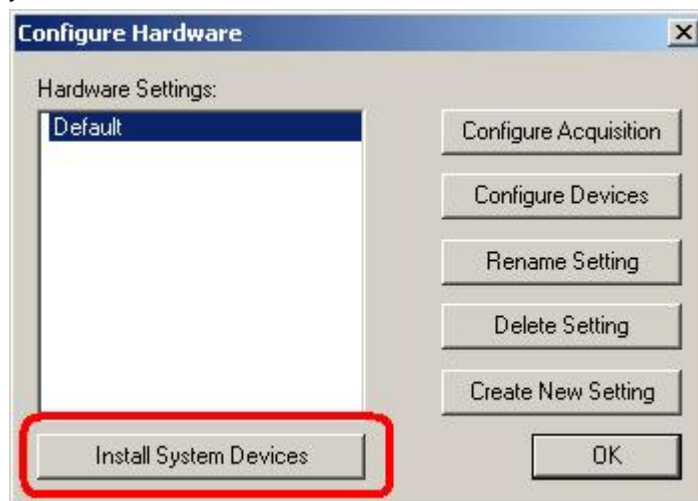 Configure Hardware
Hardware Settings:
Default
Configure Acquisition
Configure Devices
Rename Setting
Delete Setting
Create New Setting
Install System Devices
OK